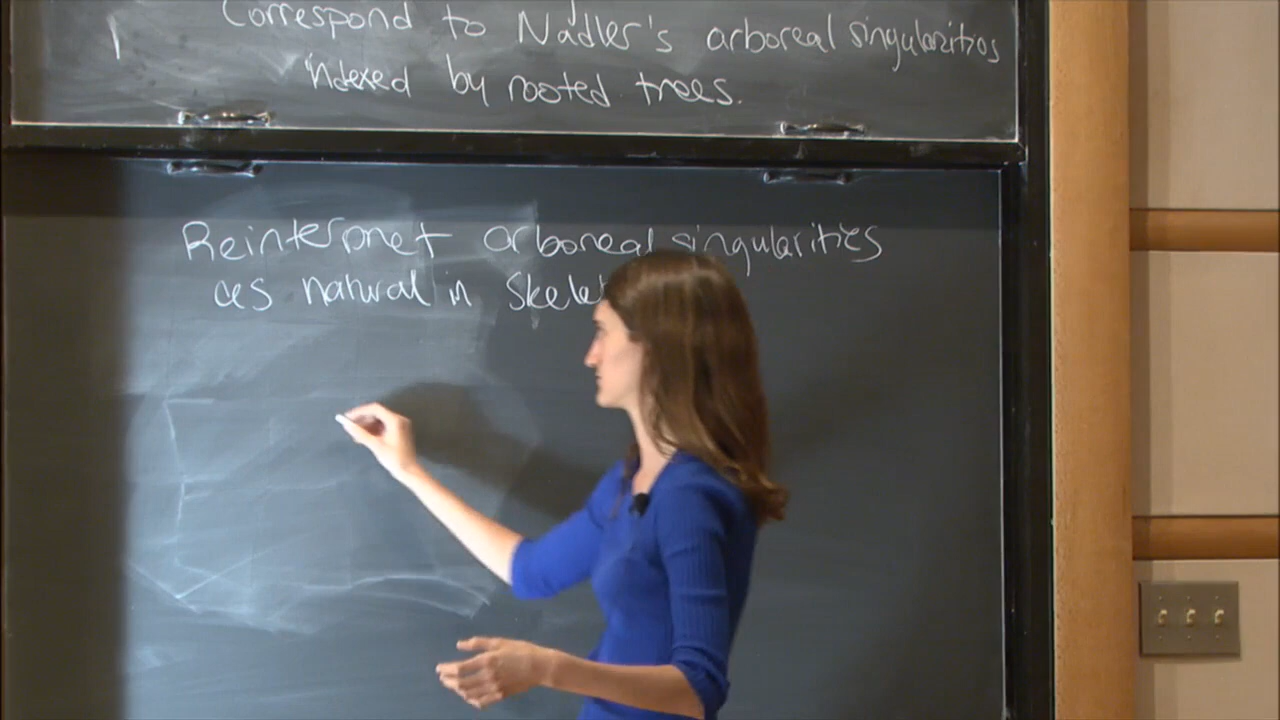 Correspond to Nadler's arboreal singularities
indexed by rooted trees.
Reinterpret arboreal singularities
as natural in